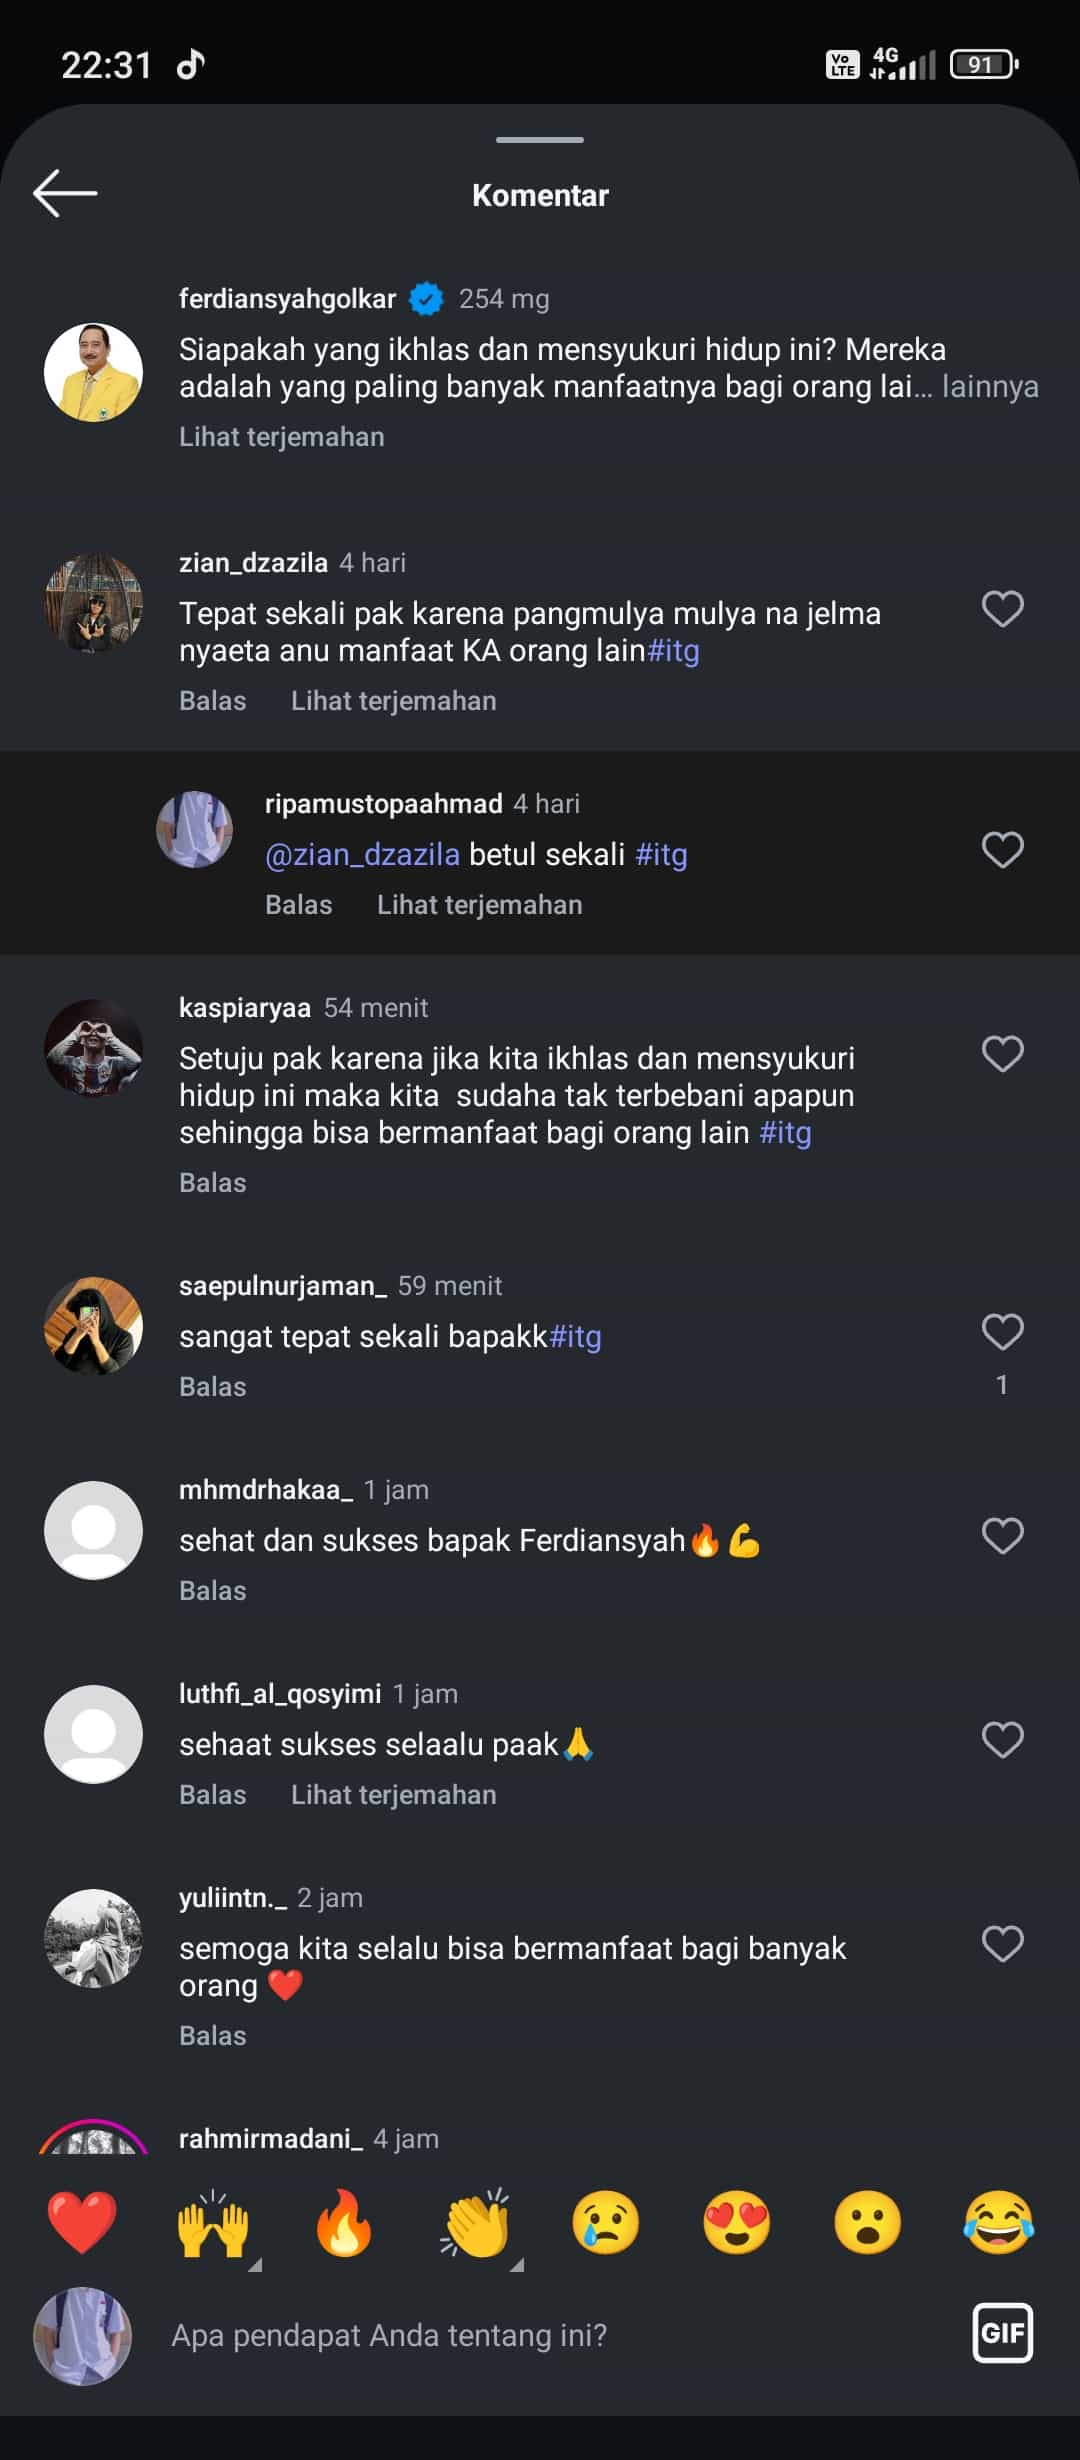 22:31
Vo LTE 4G 91
Komentar
ferdiansyahgolkar 254 mg
Siapakah yang ikhlas dan mensyukuri hidup ini? Mereka
adalah yang paling banyak manfaatnya bagi orang lai... lainnya
Lihat terjemahan
zian_dzazila 4 hari
Tepat sekali pak karena pangmulya mulya na jelma
nyaeta anu manfaat KA orang lain#itg
Balas Lihat terjemahan
ripamustopaahmad 4 hari
@zian_dzazila betul sekali #itg
Balas Lihat terjemahan
kaspiaryaa 54 menit
Setuju pak karena jika kita ikhlas dan mensyukuri
hidup ini maka kita  sudaha tak terbebani apapun
sehingga bisa bermanfaat bagi orang lain #itg
Balas
saepulnurjaman_ 59 menit
sangat tepat sekali bapakk#itg
1
Balas
mhmdrhakaa_ 1 jam
sehat dan sukses bapak Ferdiansyah🔥💪
Balas
luthfi_al_qosyimi 1 jam
sehaat sukses selaalu paak🙏
Balas Lihat terjemahan
yuliintn._ 2 jam
semoga kita selalu bisa bermanfaat bagi banyak
orang ❤️
Balas
rahmirmadani_ 4 jam
❤️ 🙌 🔥 👏 😢 😍 😮 😂
Apa pendapat Anda tentang ini? GIF